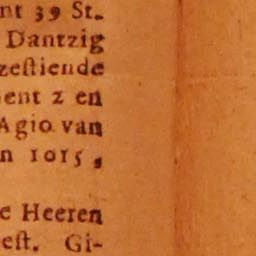 nt 39 St.
Dantzig
zeſtiende
ent 2 en
Agio van
n 1015,
e Heeren
eſt. Gi-